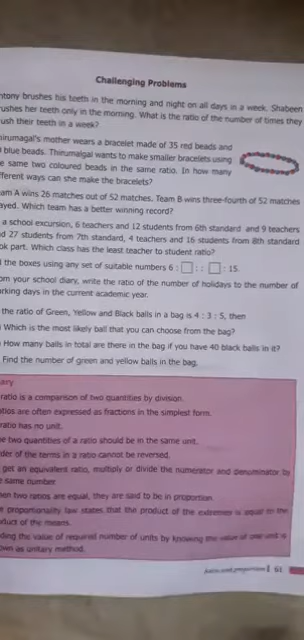 Challenging Problems
ntony brushes his teeth in the morning and night on all days in a week. Shabeen
ushes her teeth only in the morning. What is the ratio of the number of times they
ush their teeth in a week?
irumagal's mother wears a bracelet made of 35 red beads and
blue beads. Thirumalgal wants to make smaller bracelets using
e same two coloured beads in the same ratio. In how many
fferent ways can she make the bracelets?
am A wins 26 matches out of 52 matches. Team B wins three-fourth of 52 matches
ayed. Which team has a better winning record?
a school excursion, 6 teachers and 12 students from 6th standard and 9 teachers
d 27 students from 7th standard, 4 teachers and 16 students from 8th standard
ok part. Which class has the least teacher to student ratio?
l the boxes using any set of suitable numbers 6 : □ : : □ : 15.
om your school diary, write the ratio of the number of holidays to the number of
rking days in the current academic year.
the ratio of Green, Yellow and Black balls in a bag is 4 : 3 : 5, then
Which is the most likely ball that you can choose from the bag?
How many balls in total are there in the bag if you have 40 black balls in it?
Find the number of green and yellow balls in the bag.
ary
ratio is a comparison of two quantities by division.
atios are often expressed as fractions in the simplest form.
ratio has no unit.
e two quantities of a ratio should be in the same unit.
der of the terms in a ratio cannot be reversed.
get an equivalent ratio, multiply or divide the numerator and denominator by
e same number.
en two ratios are equal, they are said to be in proportion.
e proportionality law states that the product of the extremes is equal to the
oduct of the means.
ding the value of required number of units by knowing the value of one unit is
own as unitary method.
Ratio and proportion | 61